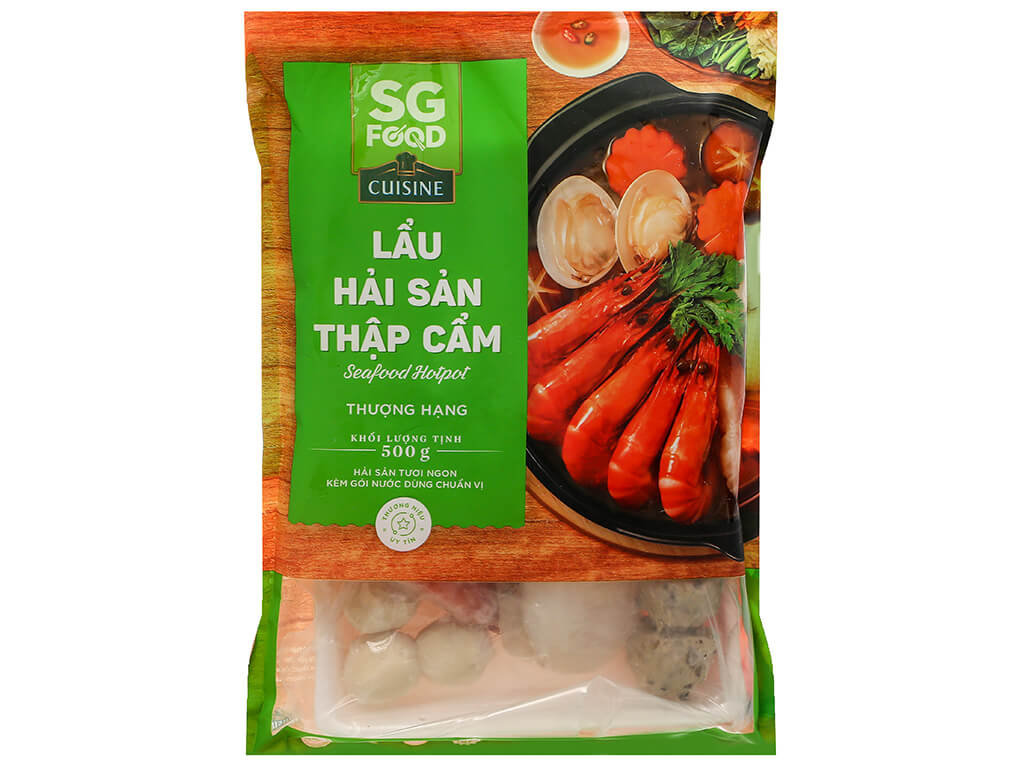 SG
FOOD
CUISINE
LẨU
HẢI SẢN
THẬP CẨM
Seafood Hotpot
THƯỢNG HẠNG
KHỐI LƯỢNG TỊNH
500 g
HẢI SẢN TƯƠI NGON
KÈM GÓI NƯỚC DÙNG CHUẨN VỊ
THƯƠNG HIỆU
UY TÍN